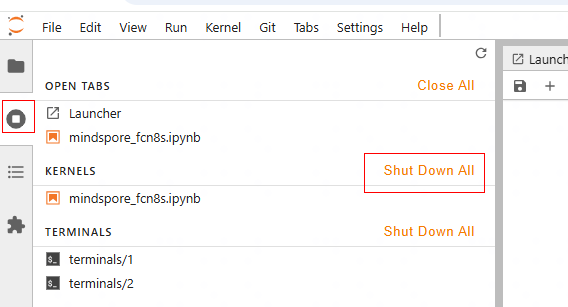 File Edit View Run Kernel Git Tabs Settings Help
OPEN TABS Close All
Launcher
mindspore_fcn8s.ipynb
KERNELS Shut Down All
mindspore_fcn8s.ipynb
TERMINALS Shut Down All
terminals/1
terminals/2
Launch